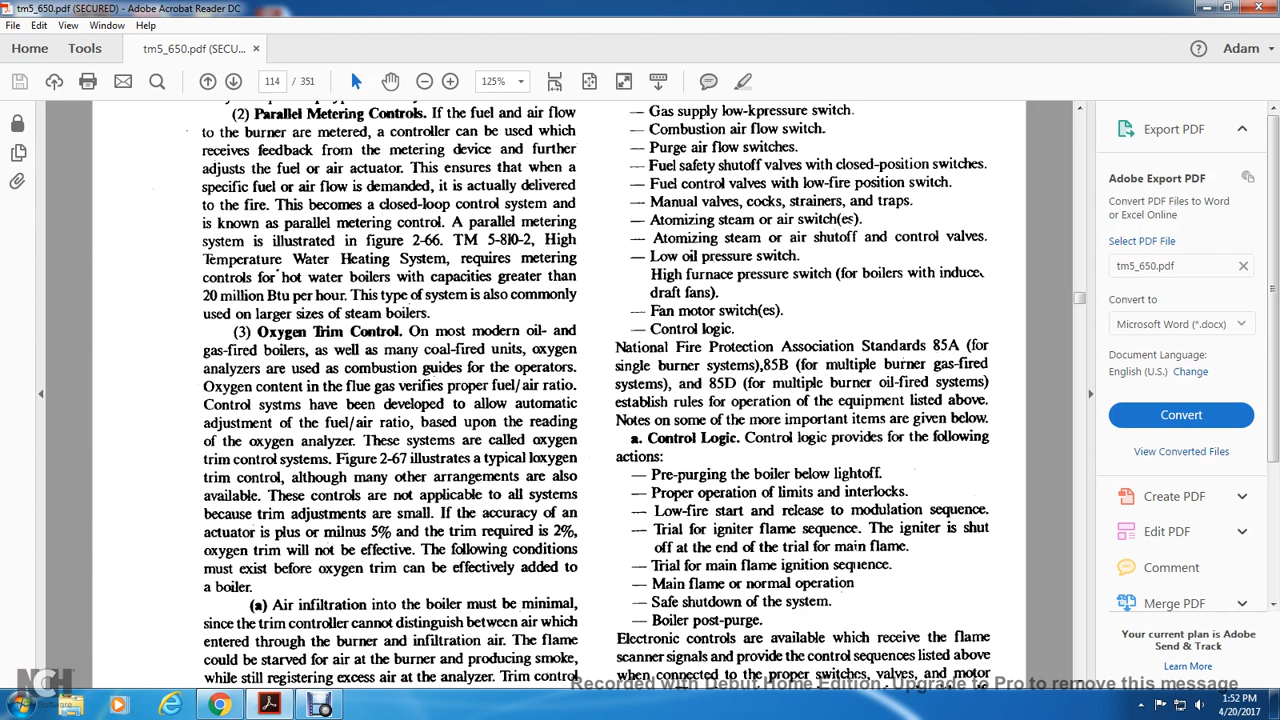 tm5_650.pdf (SECURED) - Adobe Acrobat Reader DC
File Edit View Window Help
Home Tools tm5_650.pdf (SECU... × Adam
114 / 351 125%
(2) Parallel Metering Controls. If the fuel and air flow
to the burner are metered, a controller can be used which
receives feedback from the metering device and further
adjusts the fuel or air actuator. This ensures that when a
specific fuel or air flow is demanded, it is actually delivered
to the fire. This becomes a closed-loop control system and
is known as parallel metering control. A parallel metering
system is illustrated in figure 2-66. TM 5-810-2, High
Temperature Water Heating System, requires metering
controls for hot water boilers with capacities greater than
20 million Btu per hour. This type of system is also commonly
used on larger sizes of steam boilers.
(3) Oxygen Trim Control. On most modern oil- and
gas-fired boilers, as well as many coal-fired units, oxygen
analyzers are used as combustion guides for the operators.
Oxygen content in the flue gas verifies proper fuel/air ratio.
Control systms have been developed to allow automatic
adjustment of the fuel/air ratio, based upon the reading
of the oxygen analyzer. These systems are called oxygen
trim control systems. Figure 2-67 illustrates a typical loxygen
trim control, although many other arrangements are also
available. These controls are not applicable to all systems
because trim adjustments are small. If the accuracy of an
actuator is plus or milnus 5% and the trim required is 2%,
oxygen trim will not be effective. The following conditions
must exist before oxygen trim can be effectively added to
a boiler.
(a) Air infiltration into the boiler must be minimal,
since the trim controller cannot distinguish between air which
entered through the burner and infiltration air. The flame
could be starved for air at the burner and producing smoke,
while still registering excess air at the analyzer. Trim control
— Gas supply low-kpressure switch.
— Combustion air flow switch.
— Purge air flow switches.
— Fuel safety shutoff valves with closed-position switches.
— Fuel control valves with low-fire position switch.
— Manual valves, cocks, strainers, and traps.
— Atomizing steam or air switch(es).
— Atomizing steam or air shutoff and control valves.
— Low oil pressure switch.
High furnace pressure switch (for boilers with induce
draft fans).
— Fan motor switch(es).
— Control logic.
National Fire Protection Association Standards 85A (for
single burner systems),85B (for multiple burner gas-fired
systems), and 85D (for multiple burner oil-fired systems)
establish rules for operation of the equipment listed above.
Notes on some of the more important items are given below.
a. Control Logic. Control logic provides for the following
actions:
— Pre-purging the boiler below lightoff.
— Proper operation of limits and interlocks.
— Low-fire start and release to modulation sequence.
— Trial for igniter flame sequence. The igniter is shut
off at the end of the trial for main flame.
— Trial for main flame ignition sequence.
— Main flame or normal operation
— Safe shutdown of the system.
— Boiler post-purge.
Electronic controls are available which receive the flame
scanner signals and provide the control sequences listed above
when connected to the proper switches, valves, and motor
Export PDF
Adobe Export PDF
Convert PDF Files to Word
or Excel Online
Select PDF File
tm5_650.pdf
Convert to
Microsoft Word (*.docx)
Document Language:
English (U.S.) Change
Convert
View Converted Files
Create PDF
Edit PDF
Comment
Merge PDF
Your current plan is Adobe
Send & Track
Learn More
NCH Software
Recorded with Debut Home Edition. Upgrade to Pro to remove this message
1:52 PM
4/20/2017